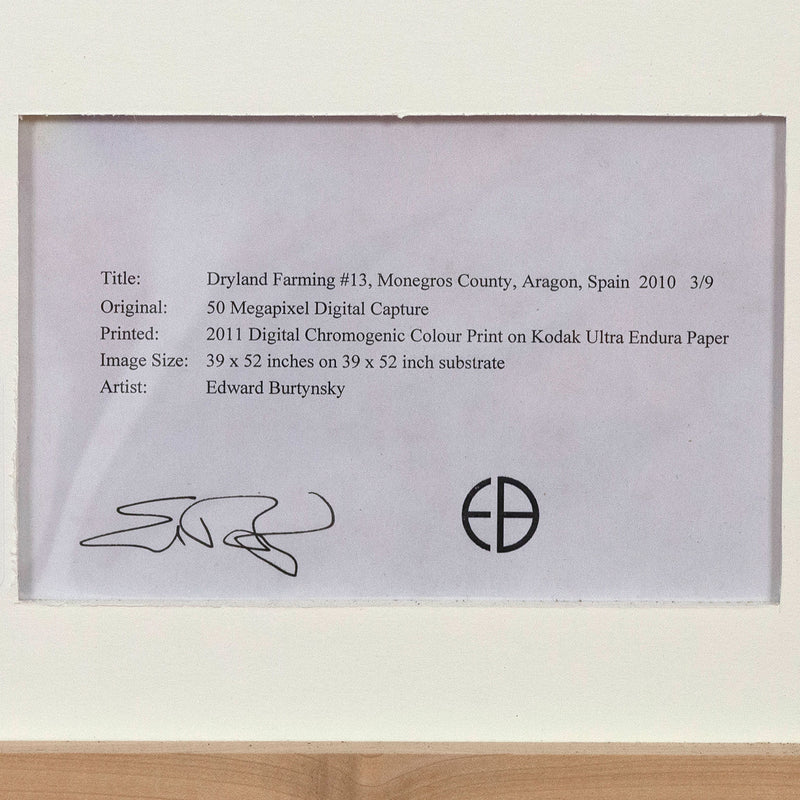 Title: Dryland Farming #13, Monegros County, Aragon, Spain 2010 3/9
Original: 50 Megapixel Digital Capture
Printed: 2011 Digital Chromogenic Colour Print on Kodak Ultra Endura Paper
Image Size: 39 x 52 inches on 39 x 52 inch substrate
Artist: Edward Burtynsky
EB